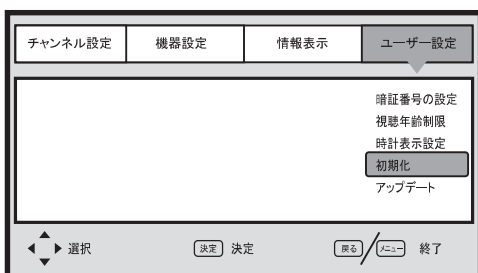 チャンネル設定 機器設定 情報表示 ユーザー設定
暗証番号の設定
視聴年齢制限
時計表示設定
初期化
アップデート
選択 決定 決定 戻る メニュー 終了